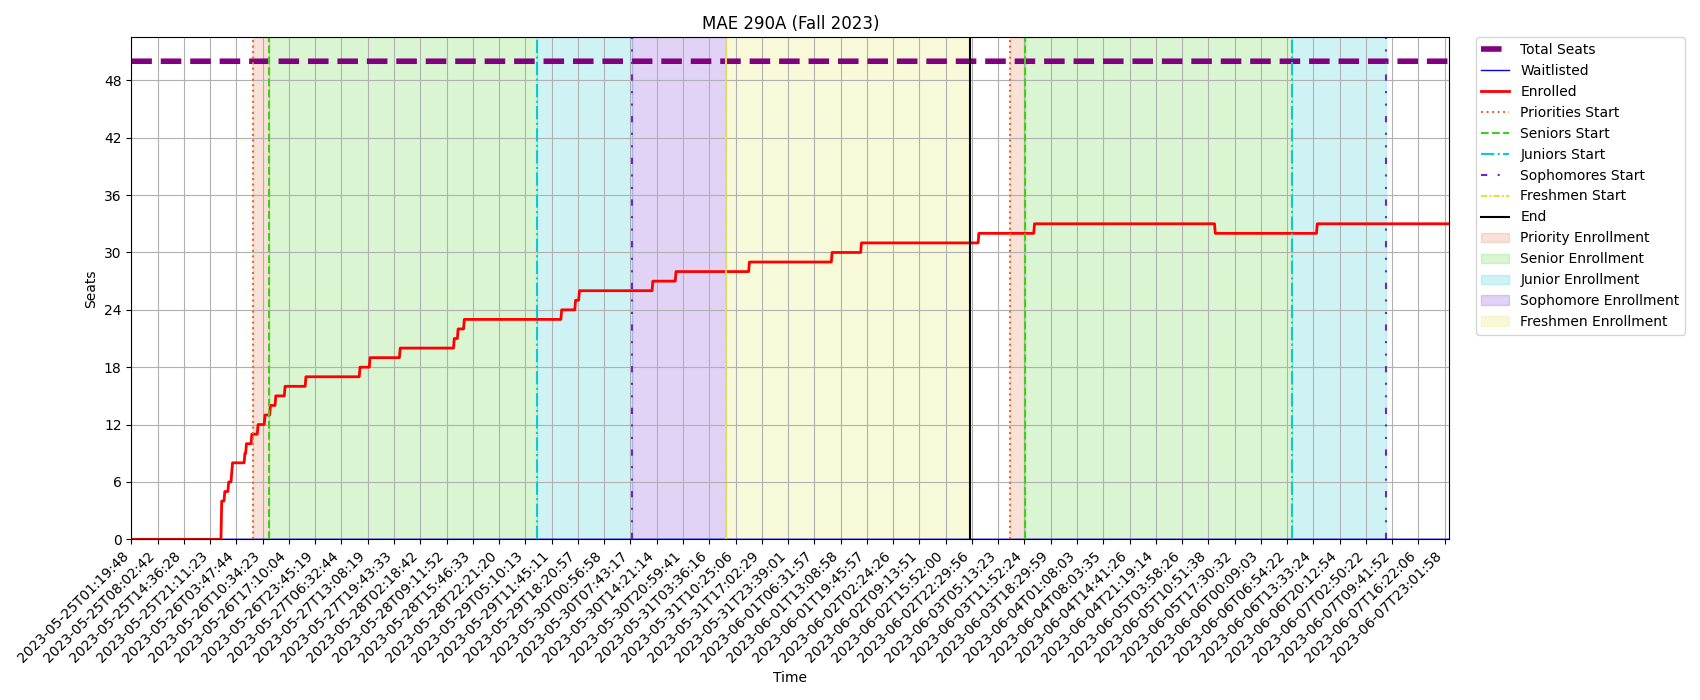 MAE 290A (Fall 2023)
Seats
48
42
36
30
24
18
12
6
0
2023-05-25T01:19:48
2023-05-25T08:02:42
2023-05-25T14:36:28
2023-05-25T21:11:23
2023-05-26T03:47:44
2023-05-26T10:34:23
2023-05-26T17:10:04
2023-05-26T23:45:19
2023-05-27T06:32:44
2023-05-27T13:08:19
2023-05-27T19:43:33
2023-05-28T02:18:42
2023-05-28T09:11:52
2023-05-28T15:46:33
2023-05-28T22:21:20
2023-05-29T05:10:13
2023-05-29T11:45:11
2023-05-29T18:20:57
2023-05-30T00:56:58
2023-05-30T07:43:17
2023-05-30T14:21:14
2023-05-30T20:59:41
2023-05-31T03:36:16
2023-05-31T10:25:06
2023-05-31T17:02:29
2023-05-31T23:39:01
2023-06-01T06:31:57
2023-06-01T13:08:58
2023-06-01T19:45:57
2023-06-02T02:24:26
2023-06-02T09:13:51
2023-06-02T15:52:00
2023-06-02T22:29:56
2023-06-03T05:13:23
2023-06-03T11:52:24
2023-06-03T18:29:59
2023-06-04T01:08:03
2023-06-04T08:03:35
2023-06-04T14:41:26
2023-06-04T21:19:14
2023-06-05T03:58:26
2023-06-05T10:51:38
2023-06-05T17:30:32
2023-06-06T00:09:03
2023-06-06T06:54:22
2023-06-06T13:33:24
2023-06-06T20:12:54
2023-06-07T02:50:22
2023-06-07T09:41:52
2023-06-07T16:22:06
2023-06-07T23:01:58
Time
Total Seats
Waitlisted
Enrolled
Priorities Start
Seniors Start
Juniors Start
Sophomores Start
Freshmen Start
End
Priority Enrollment
Senior Enrollment
Junior Enrollment
Sophomore Enrollment
Freshmen Enrollment